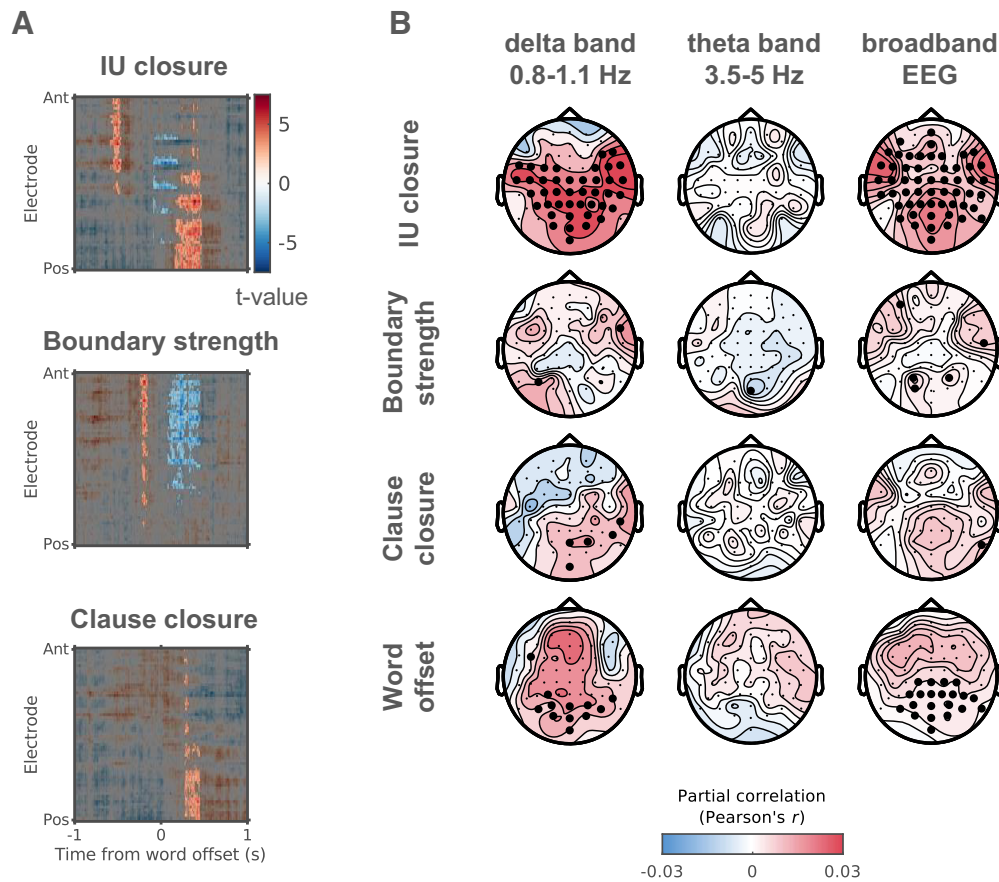 A
IU closure
Ant
Electrode
Pos
5
0
-5
t-value
Boundary strength
Ant
Electrode
Pos
Clause closure
Ant
Electrode
Pos
-1
0
1
Time from word offset (s)
B
delta band
0.8-1.1 Hz
theta band
3.5-5 Hz
broadband
EEG
IU closure
Boundary
strength
Clause
closure
Word
offset
Partial correlation
(Pearson's r)
-0.03
0
0.03